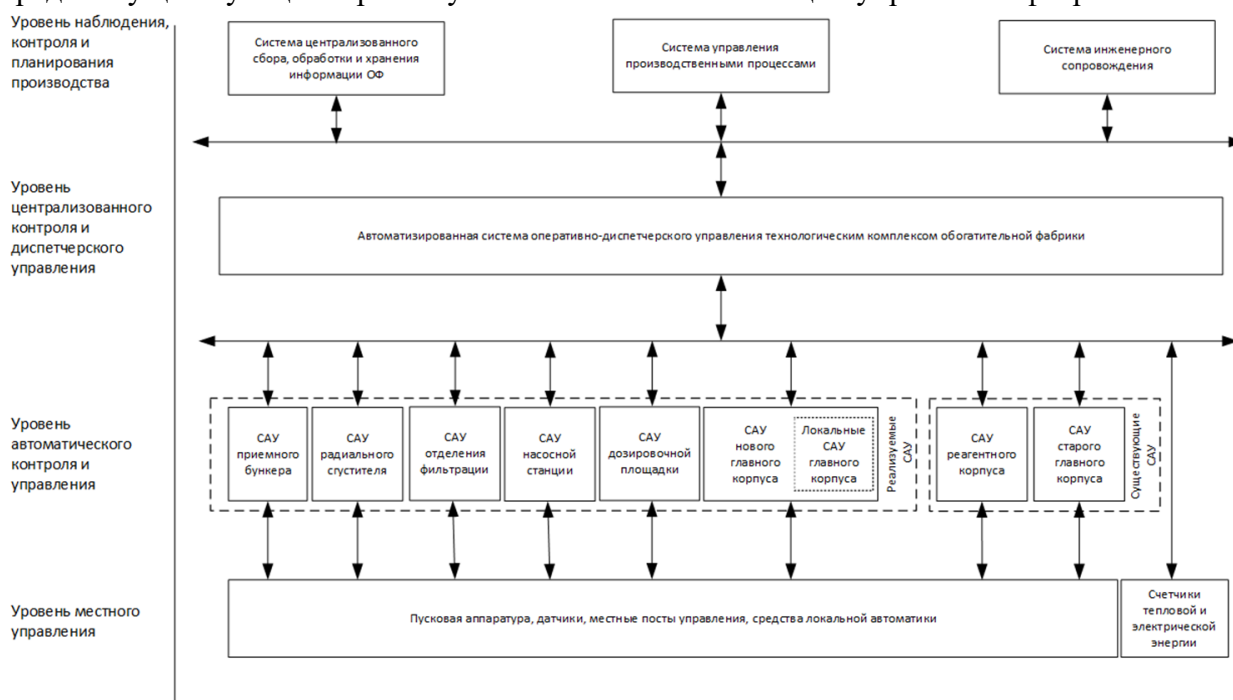 Уровень наблюдения,
контроля и
планирования
производства
Система централизованного
сбора, обработки и хранения
информации ОФ
Система управления
производственными процессами
Система инженерного
сопровождения
Уровень
централизованного
контроля и
диспетчерского
управления
Автоматизированная система оперативно-диспетчерского управления технологическим комплексом обогатительной фабрики
Уровень
автоматического
контроля и
управления
САУ
приемного
бункера
САУ
радиального
сгустителя
САУ
отделения
фильтрации
САУ
насосной
станции
САУ
дозировочной
площадки
САУ
нового
главного
корпуса
Локальные
САУ
главного
корпуса
Реализуемые
САУ
САУ
реагентного
корпуса
САУ
старого
главного
корпуса
Существующие
САУ
Уровень местного
управления
Пусковая аппаратура, датчики, местные посты управления, средства локальной автоматики
Счетчики
тепловой и
электрической
энергии